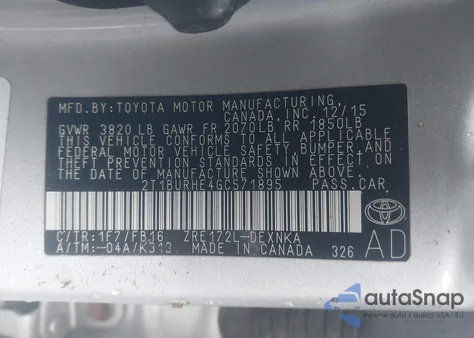 MFD. BY: TOYOTA MOTOR MANUFACTURING,
CANADA, INC. 12/15
GVWR 3820 LB GAWR FR 2070LB RR 1850LB
THIS VEHICLE CONFORMS TO ALL APPLICABLE
FEDERAL MOTOR VEHICLE SAFETY, BUMPER, AND
THEFT PREVENTION STANDARDS IN EFFECT ON THE
DATE OF MANUFACTURE SHOWN ABOVE.
2T1BURHE4GC571895 PASS. CAR
C/TR: 1F7/FB16 ZRE172L-DEXNKA
A/TM: -04A/K313 MADE IN CANADA 326
TOYOTA
AD
autoSnap